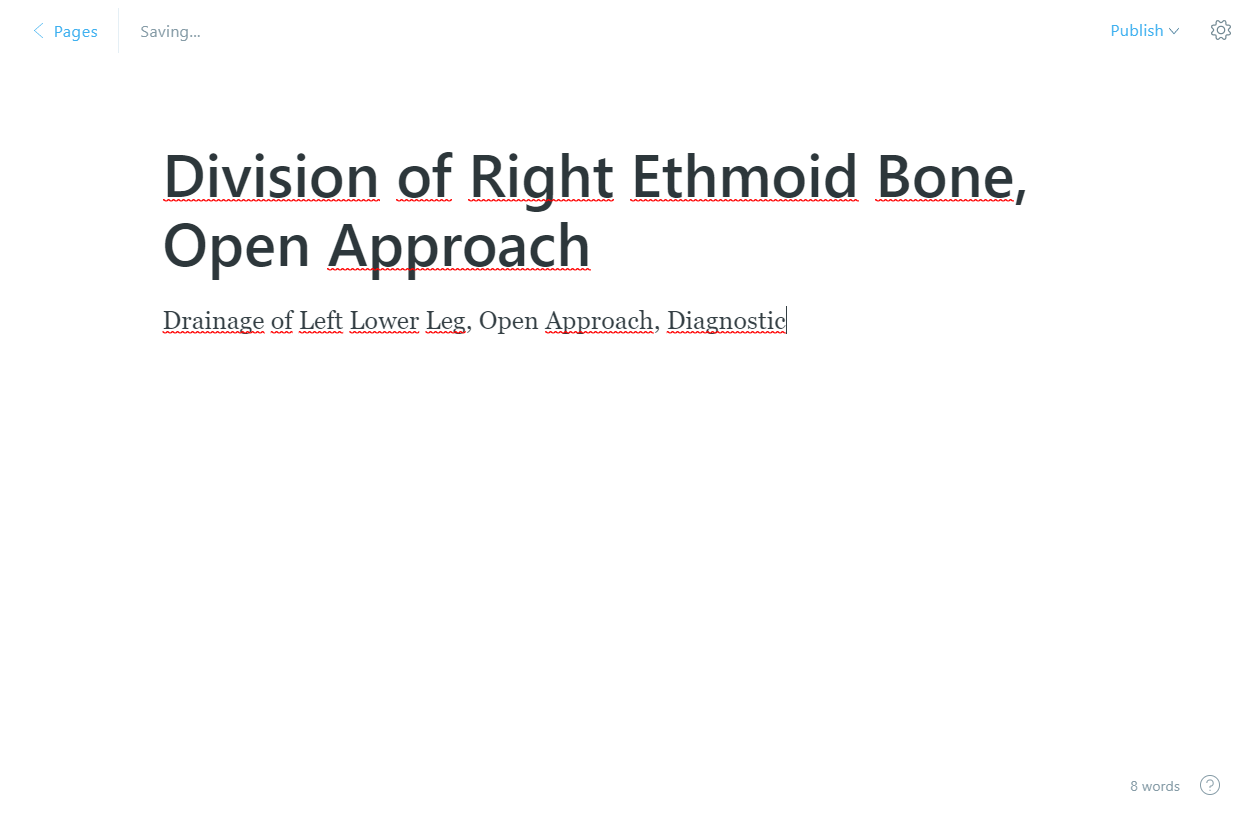 Pages
Saving...
Publish
Division of Right Ethmoid Bone,
Open Approach
Drainage of Left Lower Leg, Open Approach, Diagnostic
8 words
?